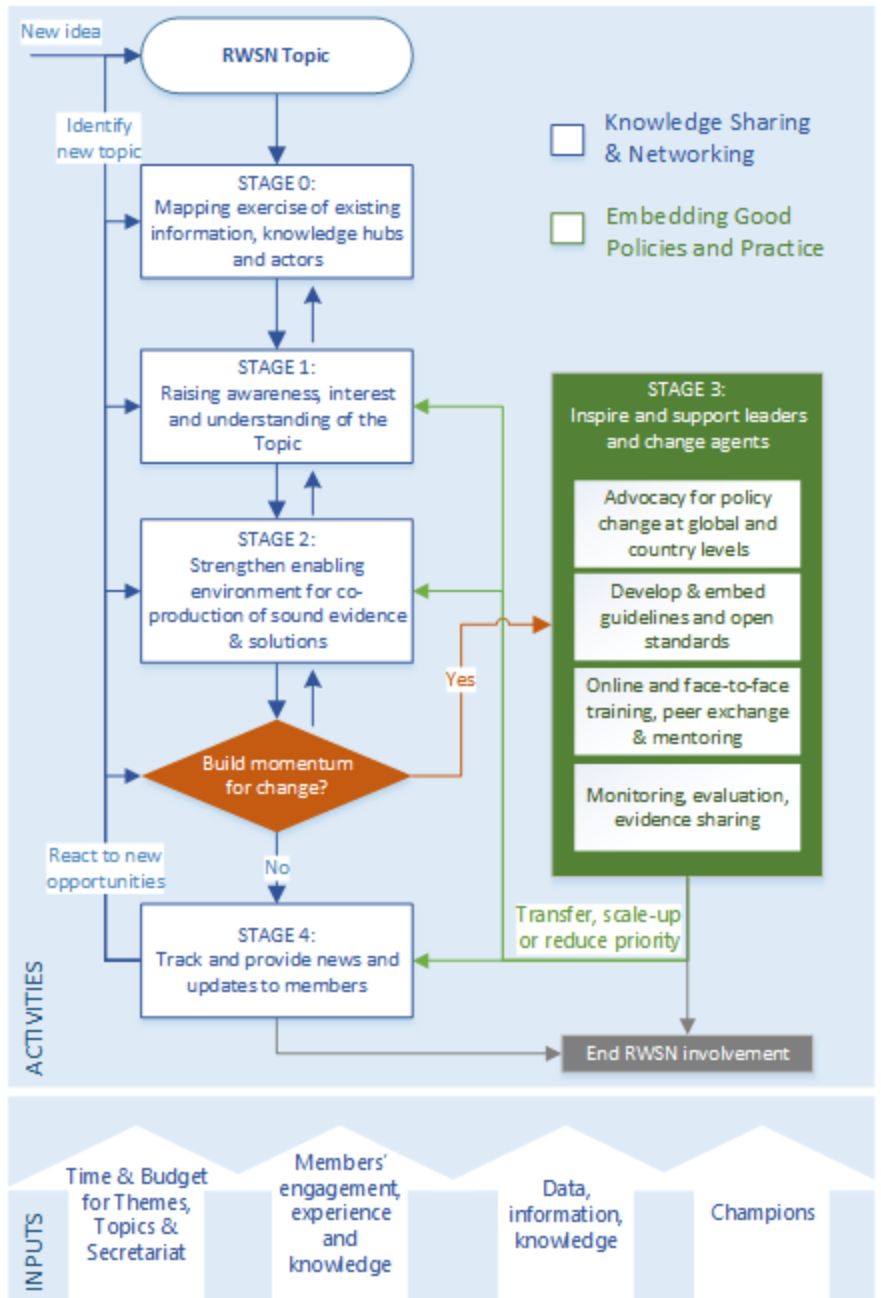 New idea
RWSN Topic
Identify
new topic
Knowledge Sharing
& Networking
Embedding Good
Policies and Practice
STAGE 0:
Mapping exercise of existing
information, knowledge hubs
and actors
STAGE 1:
Raising awareness, interest
and understanding of the
Topic
STAGE 2:
Strengthen enabling
environment for co-
production of sound evidence
& solutions
STAGE 3:
Inspire and support leaders
and change agents
Advocacy for policy
change at global and
country levels
Develop & embed
guidelines and open
standards
Online and face-to-face
training, peer exchange
& mentoring
Monitoring, evaluation,
evidence sharing
Yes
Build momentum
for change?
No
React to new
opportunities
Transfer, scale-up
or reduce priority
STAGE 4:
Track and provide news and
updates to members
End RWSN involvement
ACTIVITIES
INPUTS
Time & Budget
for Themes,
Topics &
Secretariat
Members'
engagement,
experience
and
knowledge
Data,
information,
knowledge
Champions